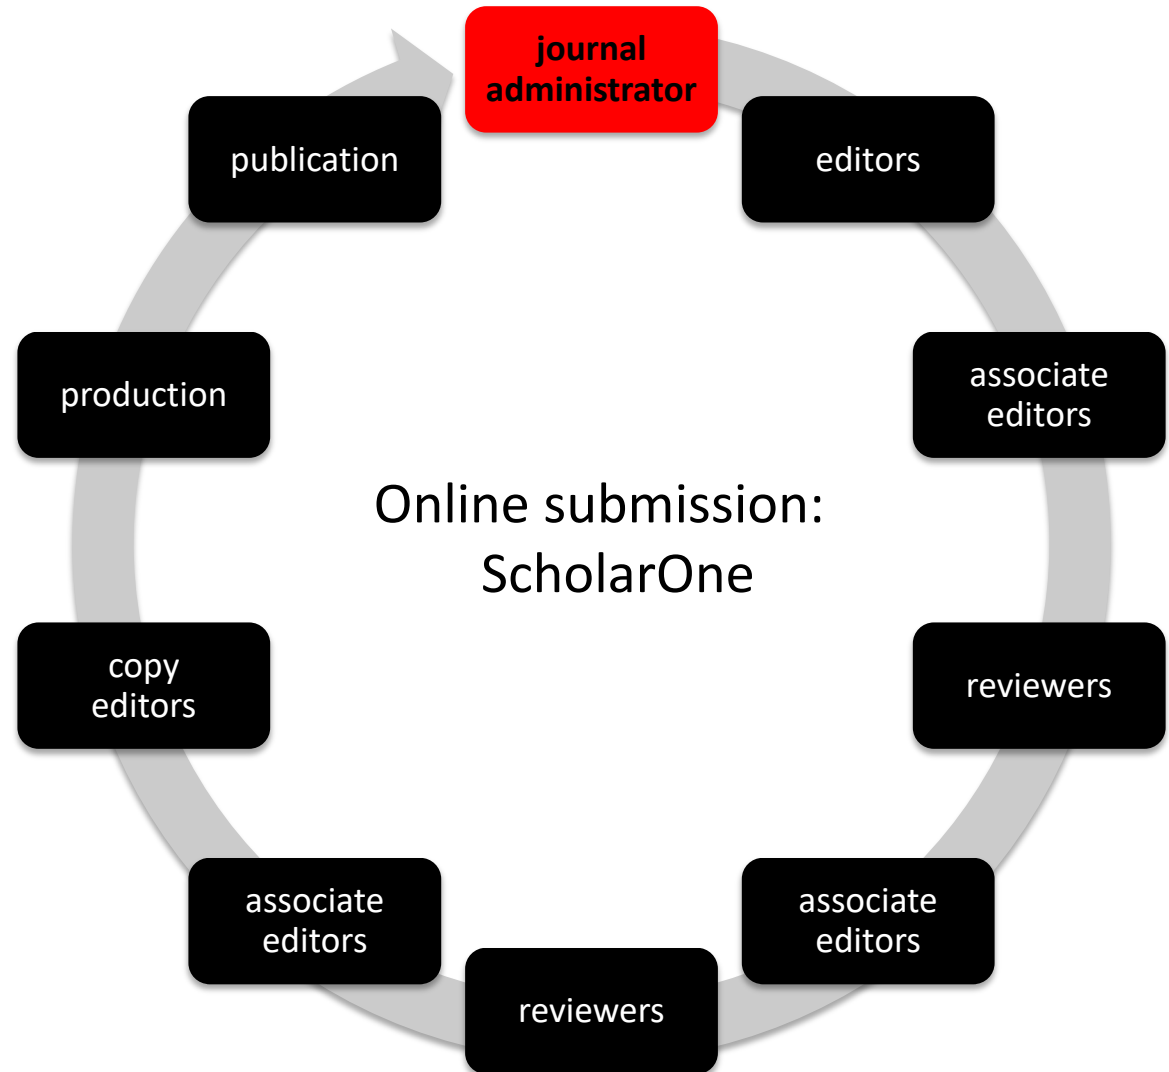 journal
administrator
editors
associate
editors
reviewers
associate
editors
reviewers
associate
editors
copy
editors
production
publication
Online submission:
ScholarOne